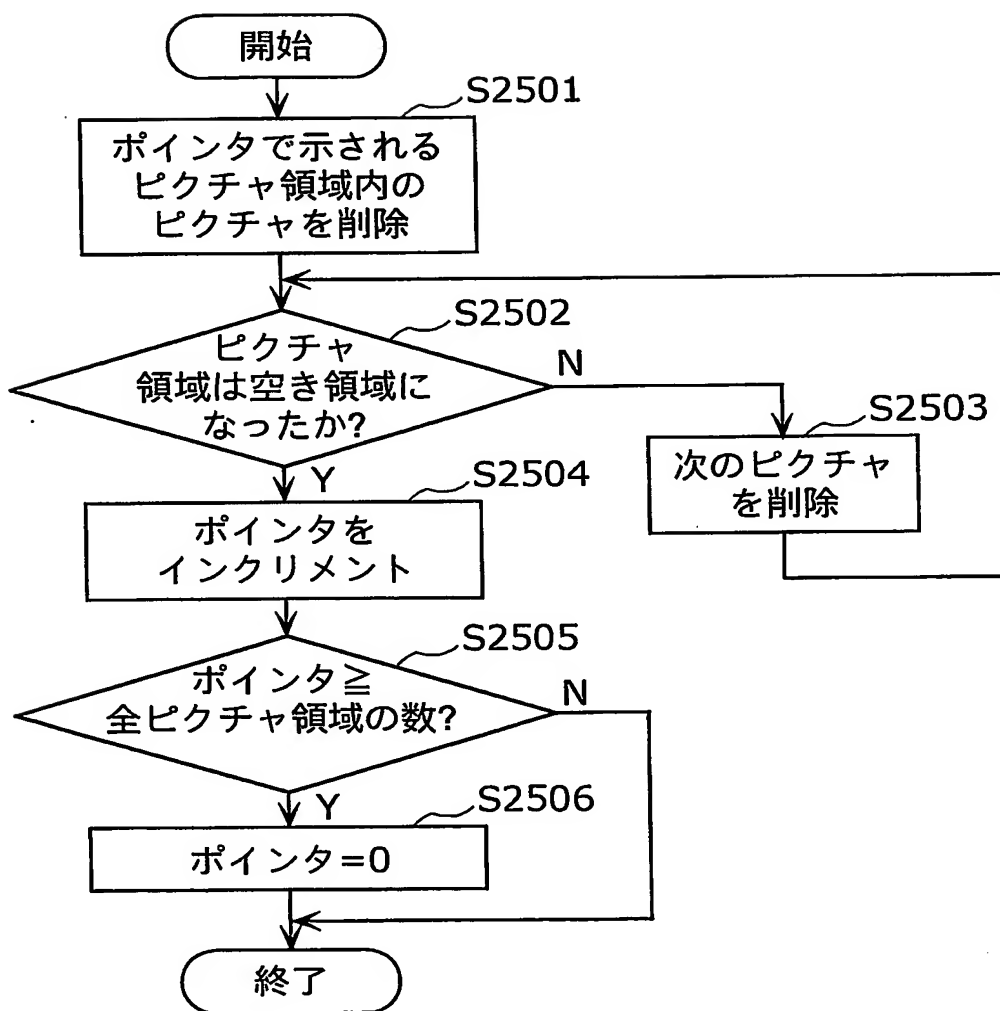 開始
S2501
ポインタで示される
ピクチャ領域内の
ピクチャを削除
S2502
ピクチャ
領域は空き領域に
なったか?
N
S2503
次のピクチャ
を削除
Y
S2504
ポインタを
インクリメント
S2505
ポインタ≧
全ピクチャ領域の数?
N
Y
S2506
ポインタ=0
終了